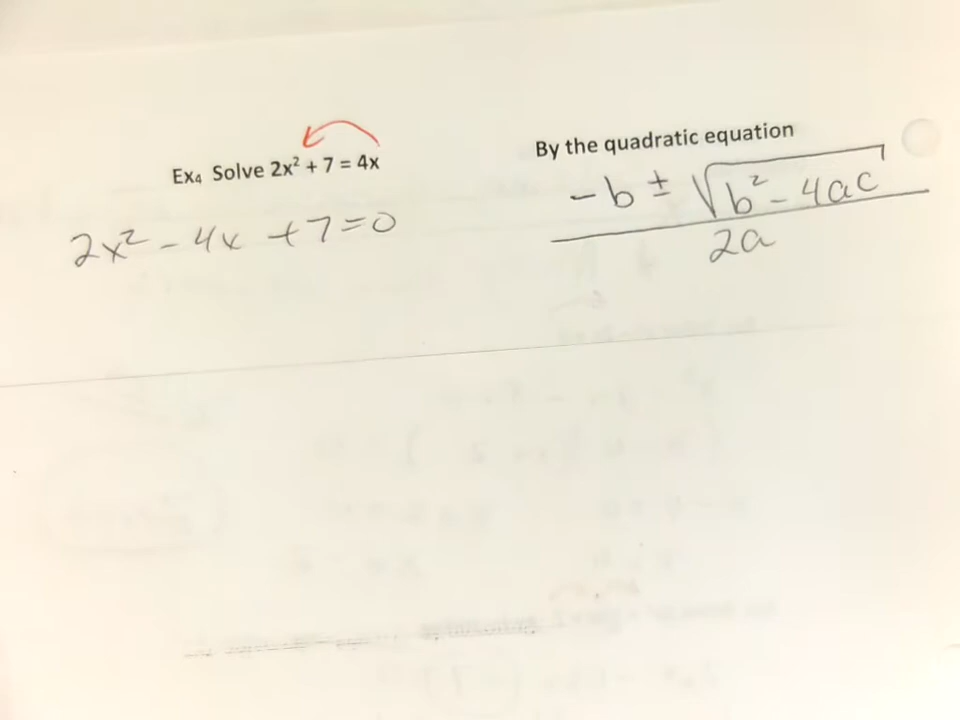 Ex₄ Solve 2x² + 7 = 4x
2x² - 4x + 7 = 0
By the quadratic equation
-b ± √b² - 4ac
2a